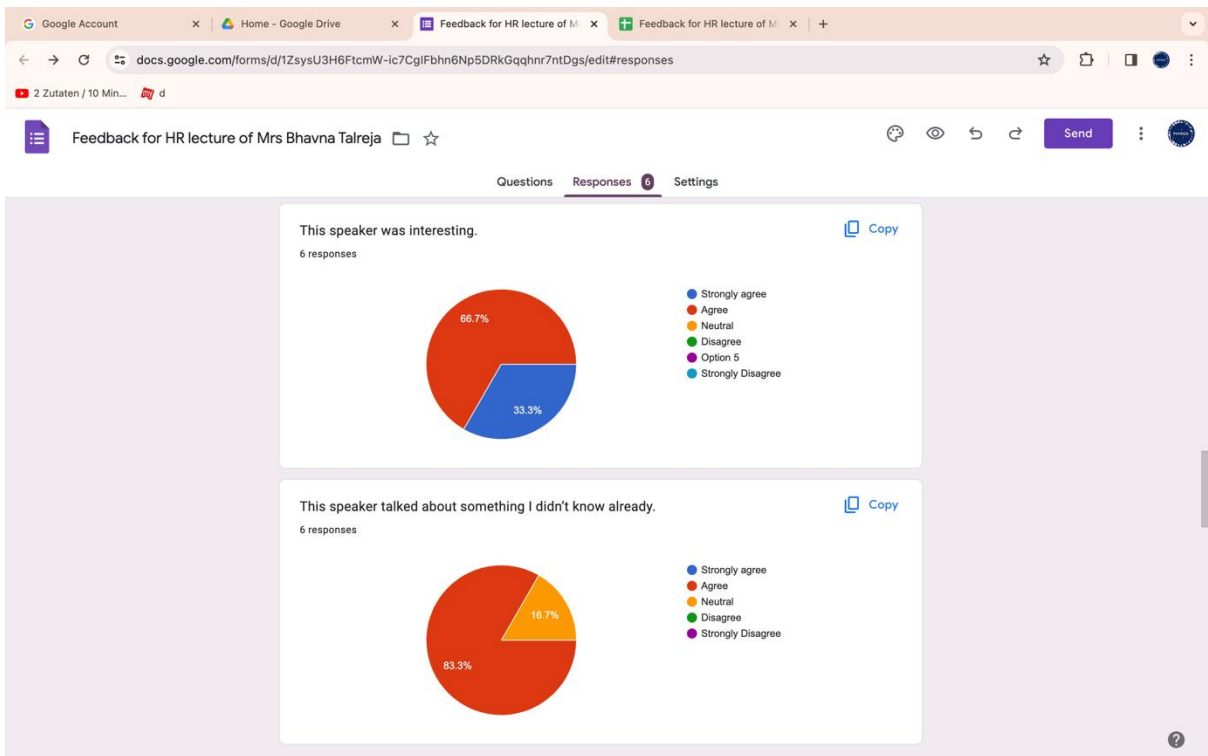 Google Account
Home - Google Drive
Feedback for HR lecture of M
Feedback for HR lecture of M
docs.google.com/forms/d/1ZsysU3H6FtcmW-ic7CgIFbhn6Np5DRkGqqhnr7ntDgs/edit#responses
2 Zutaten / 10 Min...
d
Feedback for HR lecture of Mrs Bhavna Talreja
Send
Questions Responses 6 Settings
This speaker was interesting.
Copy
6 responses
66.7%
33.3%
Strongly agree
Agree
Neutral
Disagree
Option 5
Strongly Disagree
This speaker talked about something I didn't know already.
Copy
6 responses
16.7%
83.3%
Strongly agree
Agree
Neutral
Disagree
Strongly Disagree